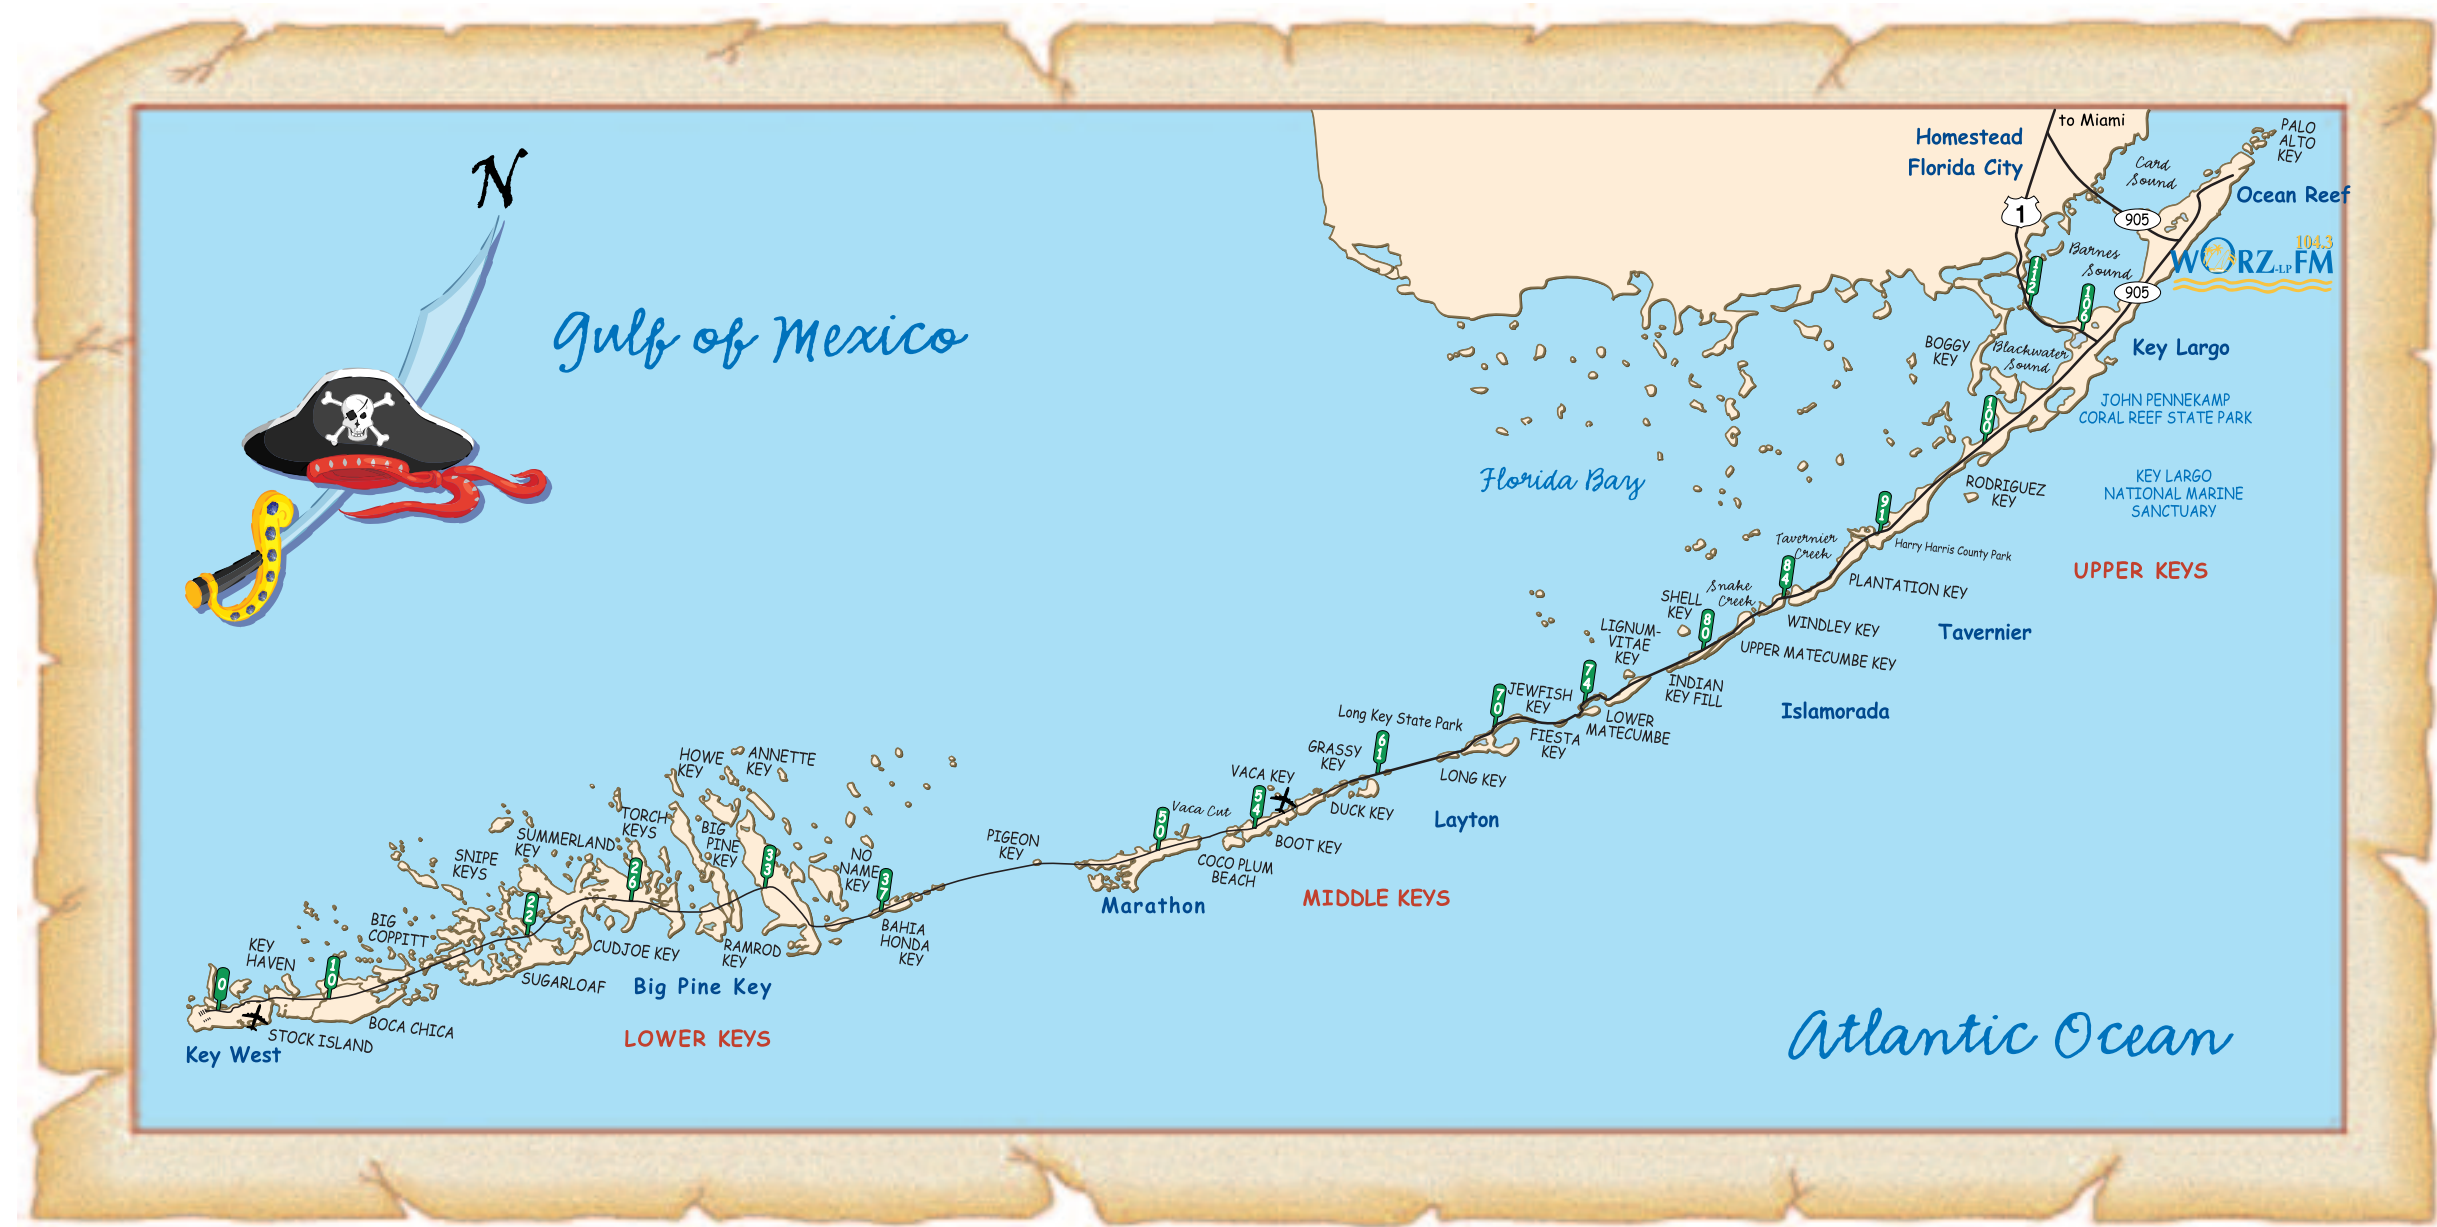 N
Gulf of Mexico
Homestead
Florida City
to Miami
1
Card
Sound
905
PALO
ALTO
KEY
Ocean Reef
104.3
WORZ-LP FM
Barnes
Sound
112
106
905
BOGGY
KEY
Blackwater
Sound
Key Largo
JOHN PENNEKAMP
CORAL REEF STATE PARK
100
Florida Bay
RODRIGUEZ
KEY
KEY LARGO
NATIONAL MARINE
SANCTUARY
91
Tavernier
Creek
Harry Harris County Park
UPPER KEYS
84
PLANTATION KEY
Snake
Creek
SHELL
KEY
80
WINDLEY KEY
Tavernier
LIGNUM-
VITAE
KEY
UPPER MATECUMBE KEY
INDIAN
KEY FILL
Islamorada
74
JEWFISH
KEY
70
LOWER
MATECUMBE
FIESTA
KEY
Long Key State Park
LONG KEY
61
GRASSY
KEY
DUCK KEY
Layton
VACA KEY
54
BOOT KEY
Vaca Cut
50
COCO PLUM
BEACH
Marathon
MIDDLE KEYS
PIGEON
KEY
HOWE
KEY
ANNETTE
KEY
TORCH
KEYS
BIG
PINE
KEY
NO
NAME
KEY
33
37
BAHIA
HONDA
KEY
SUMMERLAND
KEY
26
SNIPE
KEYS
22
RAMROD
KEY
CUDJOE KEY
SUGARLOAF
Big Pine Key
LOWER KEYS
BIG
COPPITT
KEY
HAVEN
10
0
BOCA CHICA
STOCK ISLAND
Key West
Atlantic Ocean